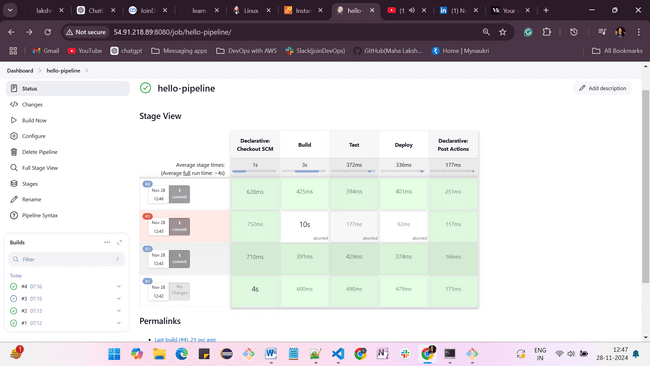 laksh
ChatG
JoinD
learn
Linux
Instan
hello
(1
(1) N
Your
Not secure
54.91.218.89:8080/job/hello-pipeline/
Gmail
YouTube
chatgpt
Messaging apps
DevOps with AWS
Slack(joinDevOps)
GitHub(Maha Laksh...
Home | Mynaukri
All Bookmarks
Dashboard > hello-pipeline >
Status
Changes
Build Now
Configure
Delete Pipeline
Full Stage View
Stages
Rename
Pipeline Syntax
Builds
Filter /
Today
#4 07:16
#3 07:15
#2 07:13
#1 07:12
hello-pipeline
Add description
Stage View
Declarative: Checkout SCM
Build
Test
Deploy
Declarative: Post Actions
Average stage times:
(Average full run time: ~4s)
1s
3s
372ms
336ms
177ms
#4
Nov 28
12:46
1
commit
628ms
425ms
394ms
401ms
251ms
#3
Nov 28
12:45
1
commit
752ms
10s
aborted
177ms
aborted
92ms
aborted
117ms
#2
Nov 28
12:43
1
commit
710ms
391ms
429ms
374ms
166ms
#1
Nov 28
12:42
No Changes
4s
600ms
490ms
479ms
175ms
Permalinks
Last build (#4), 21 sec ago
ENG
IN
12:47
28-11-2024